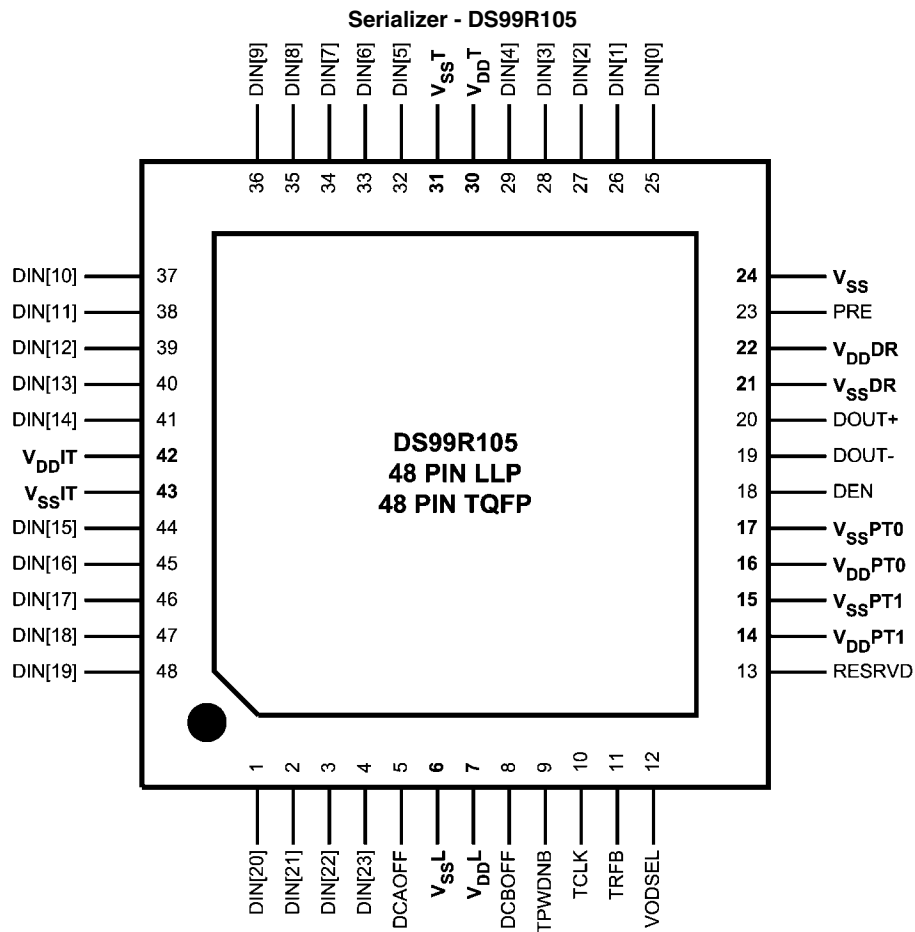 Serializer - DS99R105
DIN[9]
DIN[8]
DIN[7]
DIN[6]
DIN[5]
VSST
VDDT
DIN[4]
DIN[3]
DIN[2]
DIN[1]
DIN[0]
36
35
34
33
32
31
30
29
28
27
26
25
DIN[10] 37
DIN[11] 38
DIN[12] 39
DIN[13] 40
DIN[14] 41
VDDIT 42
VSSIT 43
DIN[15] 44
DIN[16] 45
DIN[17] 46
DIN[18] 47
DIN[19] 48
DS99R105
48 PIN LLP
48 PIN TQFP
24 VSS
23 PRE
22 VDDDR
21 VSSDR
20 DOUT+
19 DOUT-
18 DEN
17 VSSPT0
16 VDDPT0
15 VSSPT1
14 VDDPT1
13 RESRVD
1
2
3
4
5
6
7
8
9
10
11
12
DIN[20]
DIN[21]
DIN[22]
DIN[23]
DCAOFF
VSSL
VDDL
DCBOFF
TPWDNB
TCLK
TRFB
VODSEL